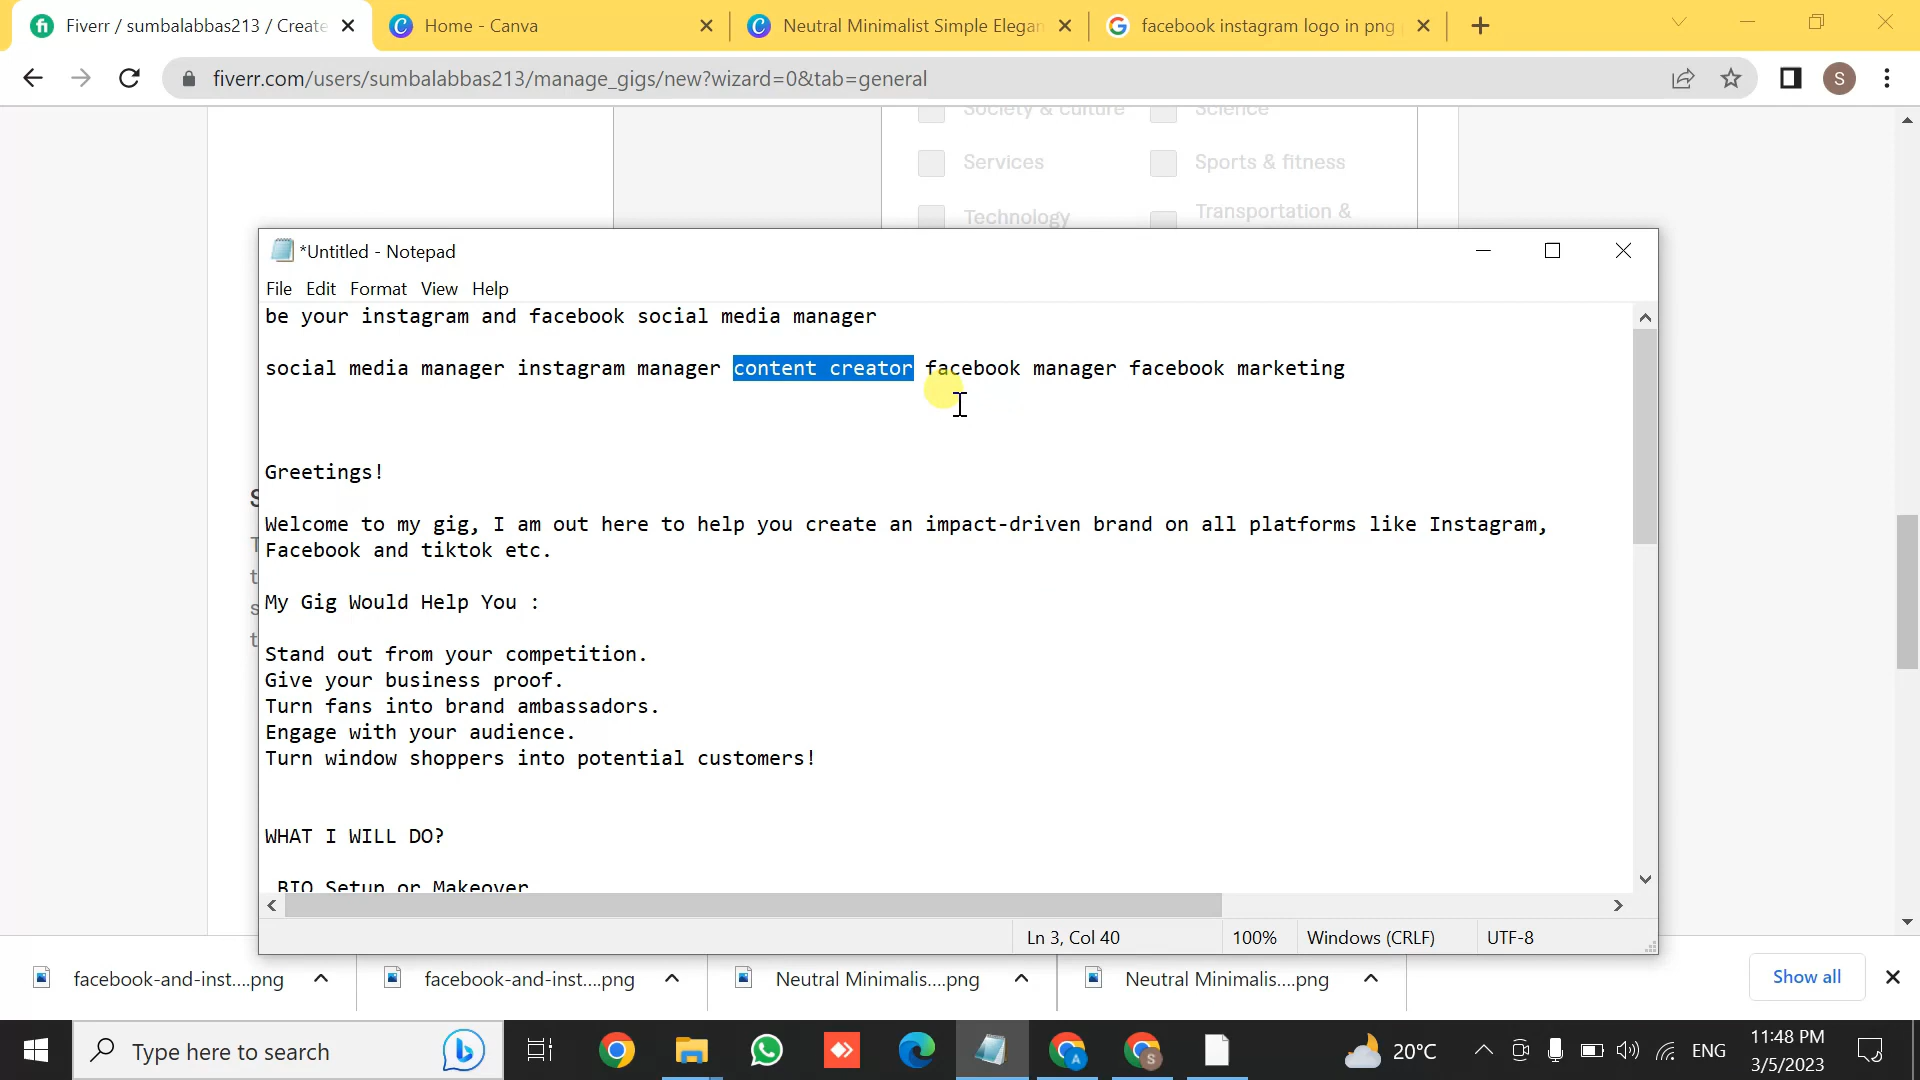 Fiverr / sumbalabbas213 / Create
Home - Canva
Neutral Minimalist Simple Elegan
facebook instagram logo in png
fiverr.com/users/sumbalabbas213/manage_gigs/new?wizard=0&tab=general
S
Society & culture
Science
Services
Sports & fitness
Technology
Transportation &
*Untitled - Notepad
File Edit Format View Help
be your instagram and facebook social media manager
social media manager instagram manager content creator facebook manager facebook marketing
Greetings!
Welcome to my gig, I am out here to help you create an impact-driven brand on all platforms like Instagram,
Facebook and tiktok etc.
My Gig Would Help You :
Stand out from your competition.
Give your business proof.
Turn fans into brand ambassadors.
Engage with your audience.
Turn window shoppers into potential customers!
WHAT I WILL DO?
BIO Setup or Makeover
Ln 3, Col 40
100%
Windows (CRLF)
UTF-8
facebook-and-inst....png
facebook-and-inst....png
Neutral Minimalis....png
Neutral Minimalis....png
Show all
Type here to search
20°C
ENG
11:48 PM
3/5/2023